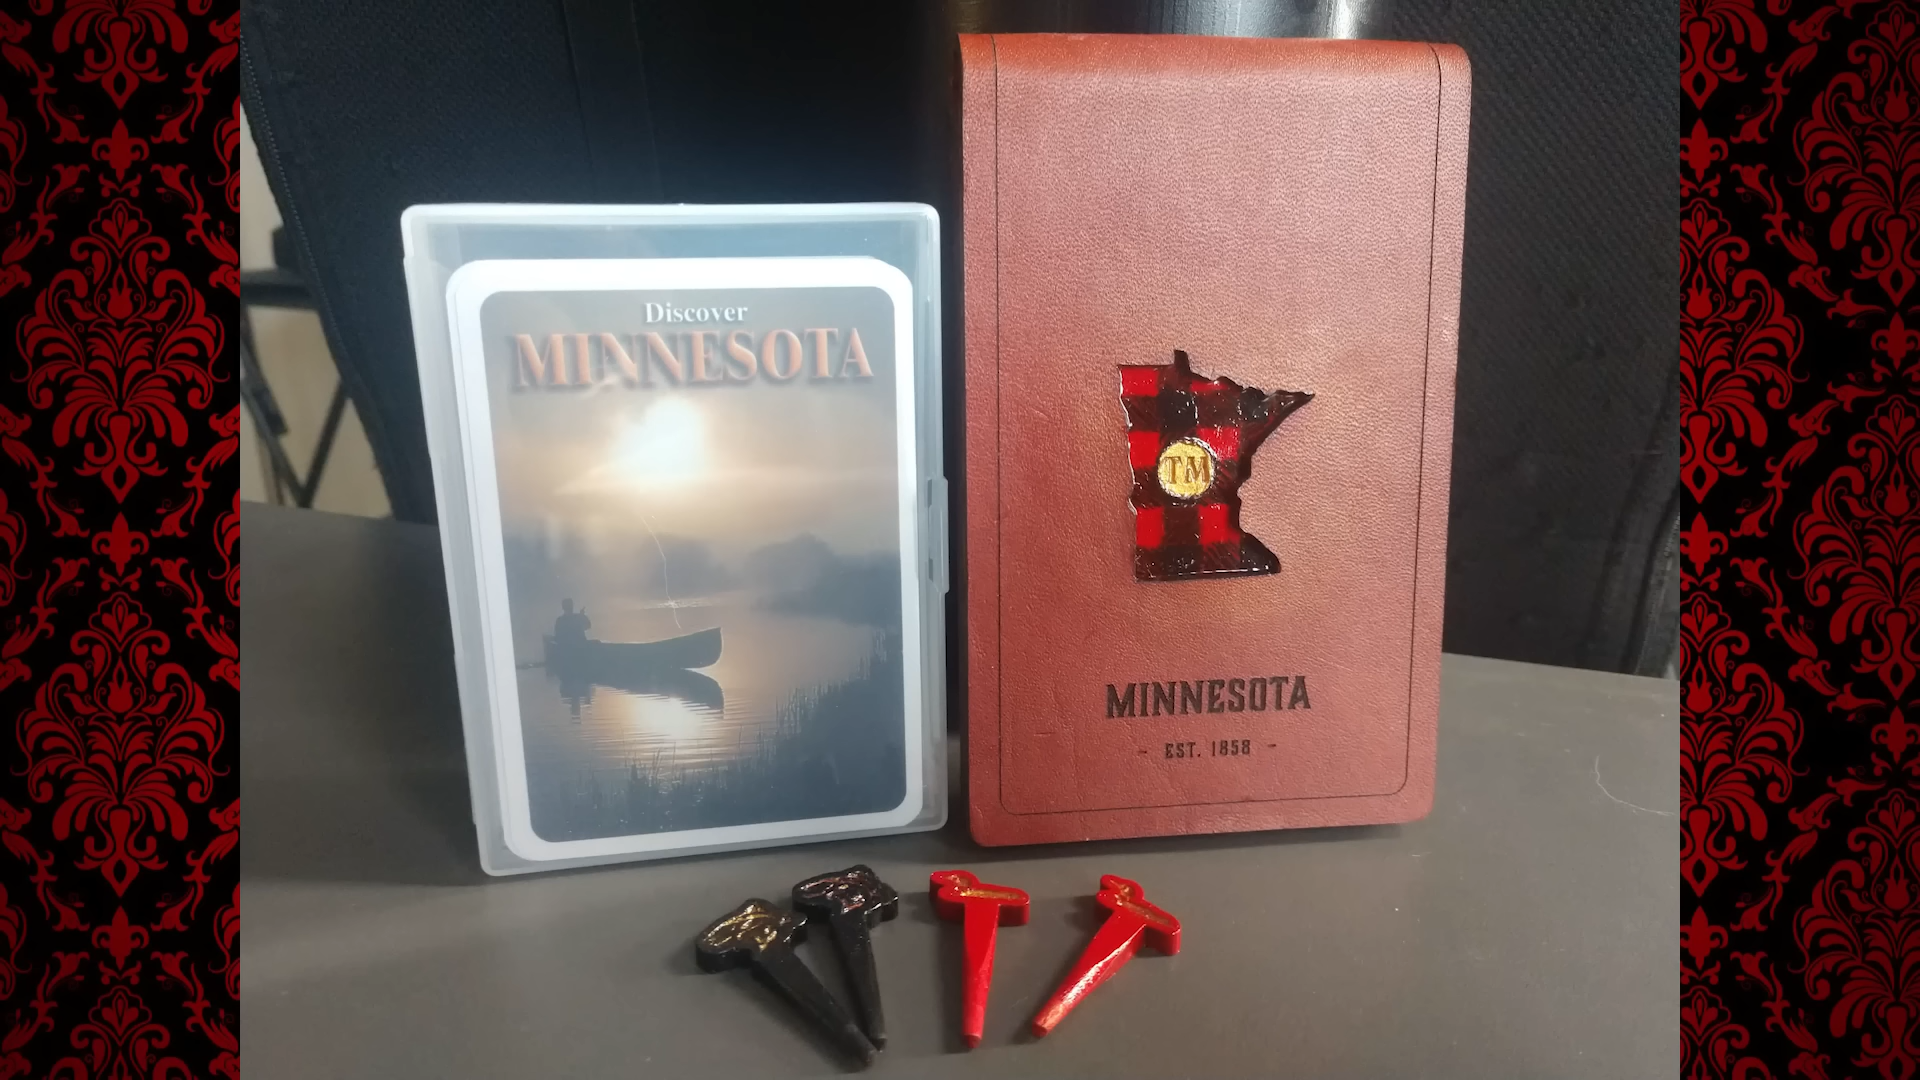 Discover
MINNESOTA
TM
MINNESOTA
- EST. 1858 -